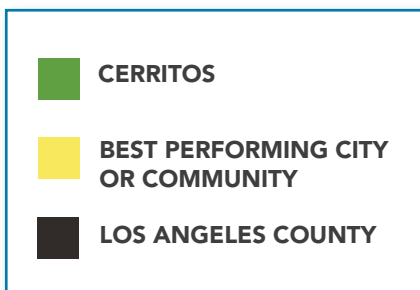 CERRITOS
BEST PERFORMING CITY
OR COMMUNITY
LOS ANGELES COUNTY